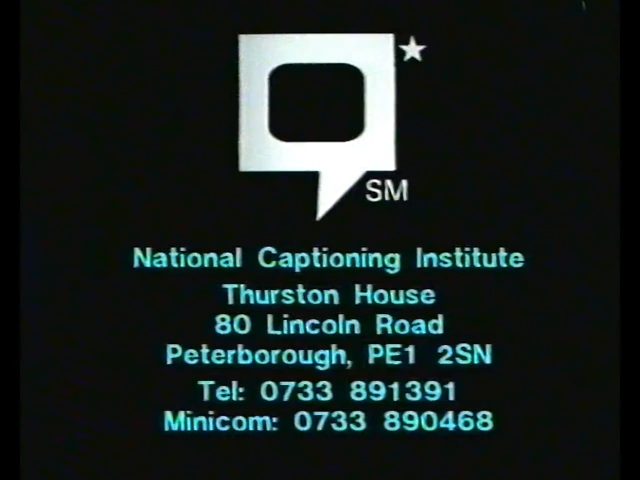 SM
National Captioning Institute
Thurston House
80 Lincoln Road
Peterborough, PE1 2SN
Tel: 0733 891391
Minicom: 0733 890468